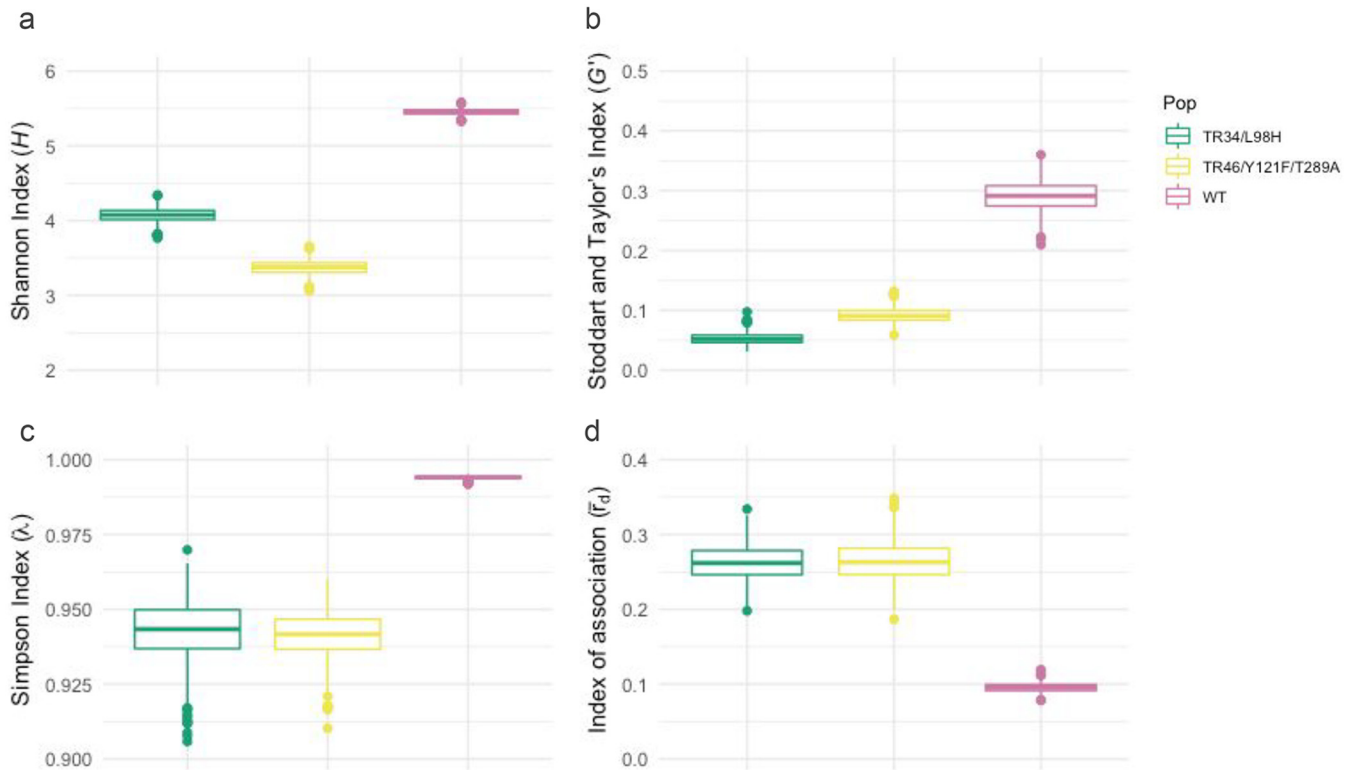 a
Shannon Index (H)
6
5
4
3
2
b
Stoddart and Taylor's Index (G')
0.5
0.4
0.3
0.2
0.1
0.0
Pop
TR34/L98H
TR46/Y121F/T289A
WT
c
Simpson Index (λ)
1.000
0.975
0.950
0.925
0.900
d
Index of association (r̅d)
0.4
0.3
0.2
0.1
0.0